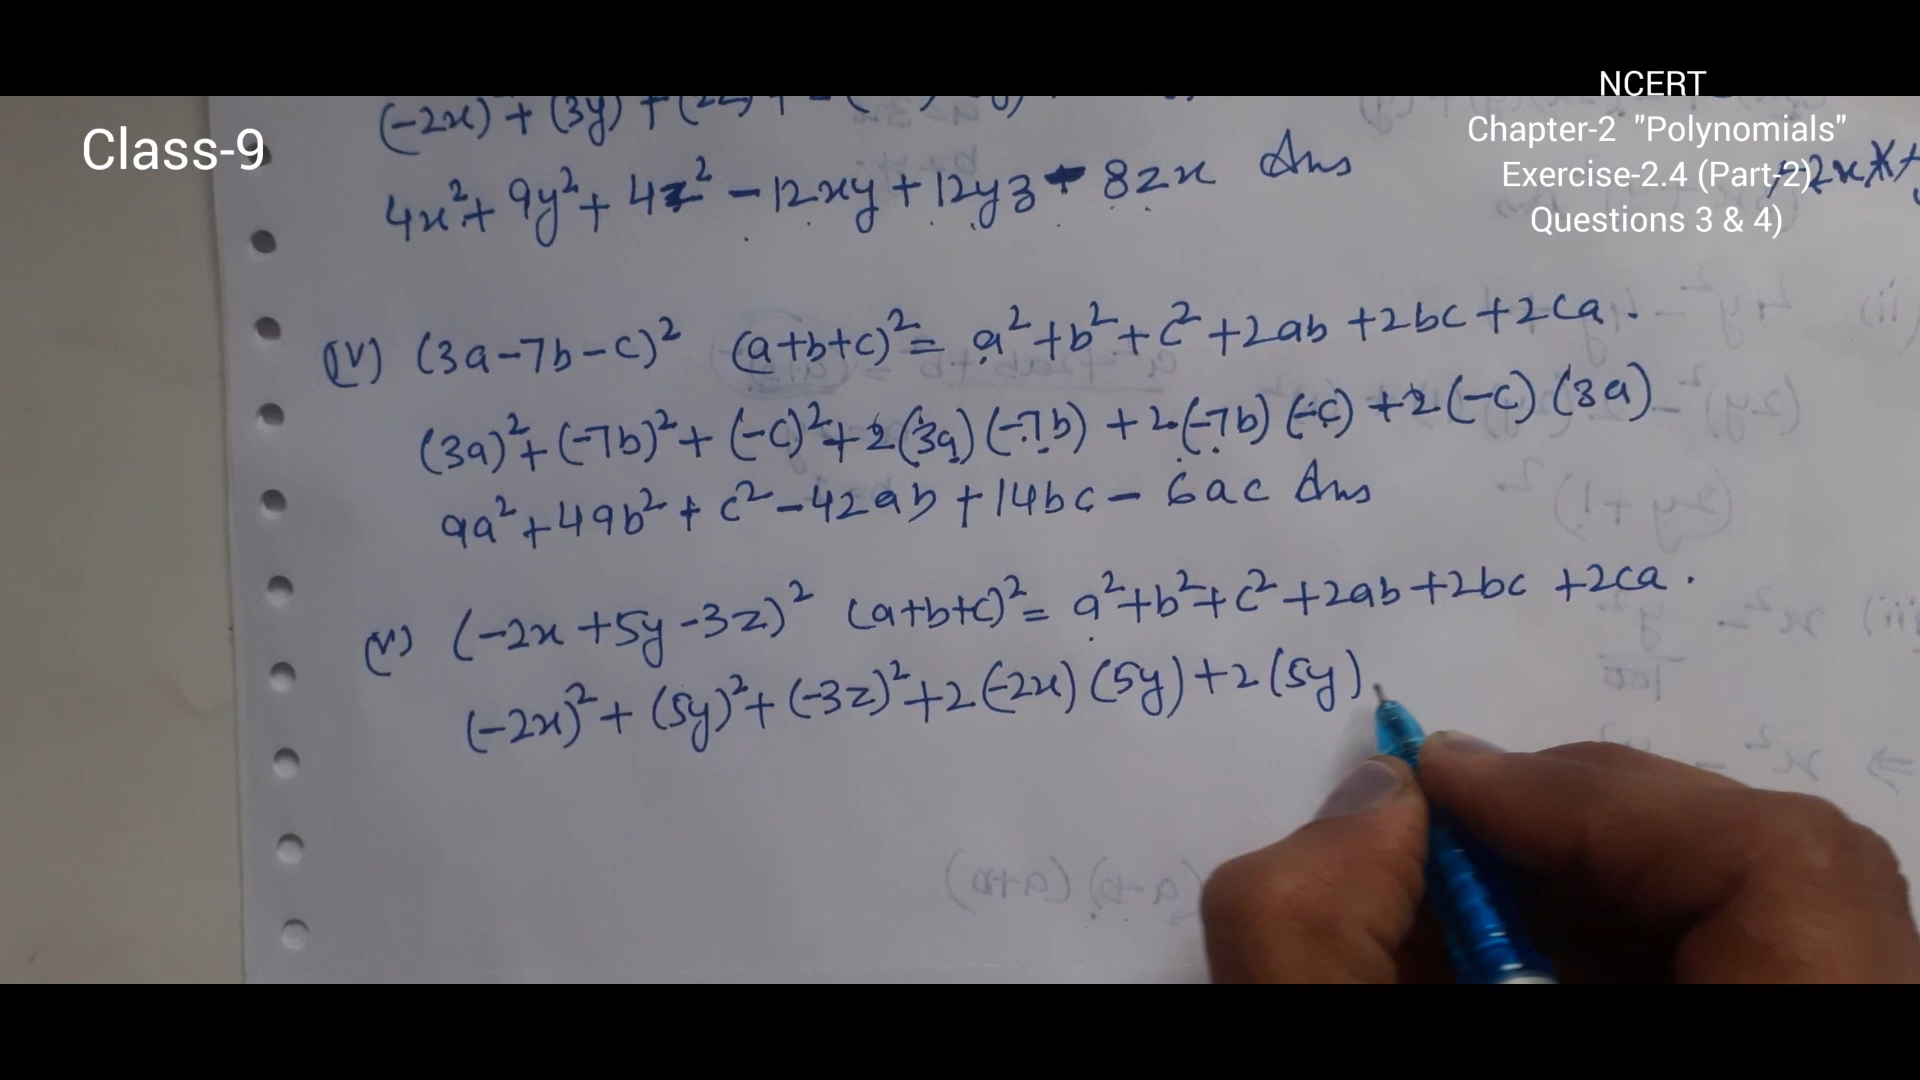 NCERT
Class-9
Chapter-2 "Polynomials"
Exercise-2.4 (Part-2)
Questions 3 & 4)
4x²+ 9y²+ 4z² - 12xy + 12yz - 8zx Ans
(IV) (3a-7b-c)² (a+b+c)²= a²+b²+c²+2ab+2bc+2ca.
(3a)²+(-7b)²+(-c)²+2(3a)(-7b)+2.(-7b)(-c)+2(-c)(3a)
9a²+49b²+c²-42ab+14bc-6ac Ans
(V) (-2x+5y-3z)² (a+b+c)²= a²+b²+c²+2ab+2bc+2ca.
(-2x)²+(5y)²+(-3z)²+2(-2x)(5y)+2(5y)